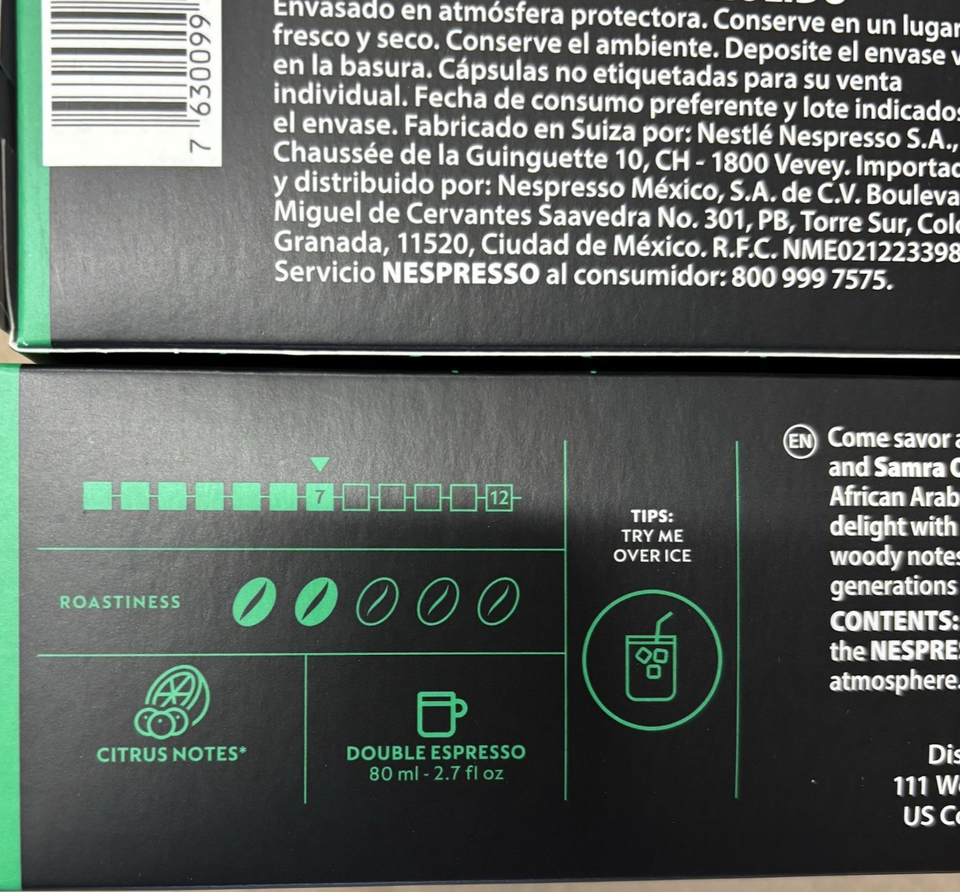 7 630099
Envasado en atmósfera protectora. Conserve en un lugar
fresco y seco. Conserve el ambiente. Deposite el envase v
en la basura. Cápsulas no etiquetadas para su venta
individual. Fecha de consumo preferente y lote indicados
el envase. Fabricado en Suiza por: Nestlé Nespresso S.A.,
Chaussée de la Guinguette 10, CH - 1800 Vevey. Importad
y distribuido por: Nespresso México, S.A. de C.V. Bouleva
Miguel de Cervantes Saavedra No. 301, PB, Torre Sur, Colo
Granada, 11520, Ciudad de México. R.F.C. NME021223398
Servicio NESPRESSO al consumidor: 800 999 7575.
7 12
ROASTINESS
CITRUS NOTES*
DOUBLE ESPRESSO
80 ml - 2.7 fl oz
TIPS:
TRY ME
OVER ICE
EN Come savor a
and Samra
African Arab
delight with
woody notes
generations
CONTENTS:
the NESPRE
atmosphere.
Dis
111 W
US Co